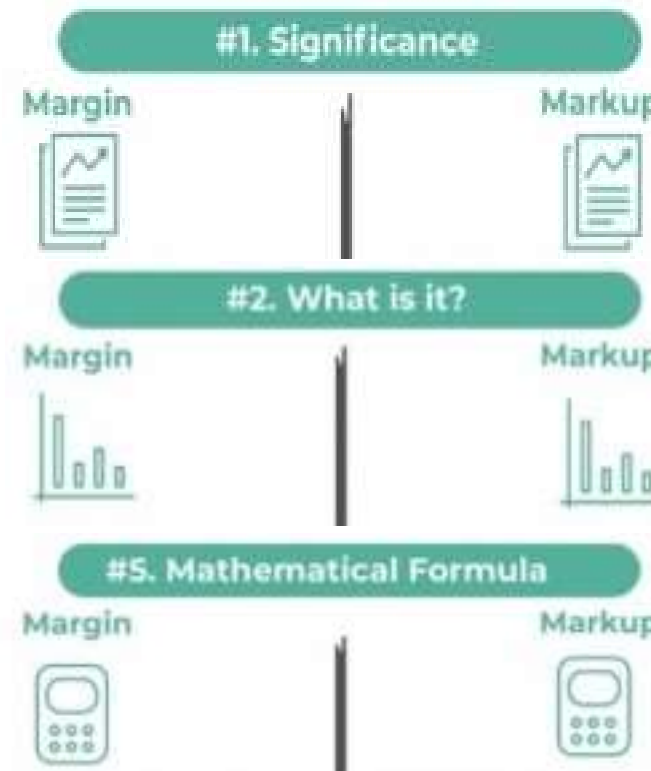 #1. Significance
Margin Markup
#2. What is it?
Margin Markup
#5. Mathematical Formula
Margin Markup